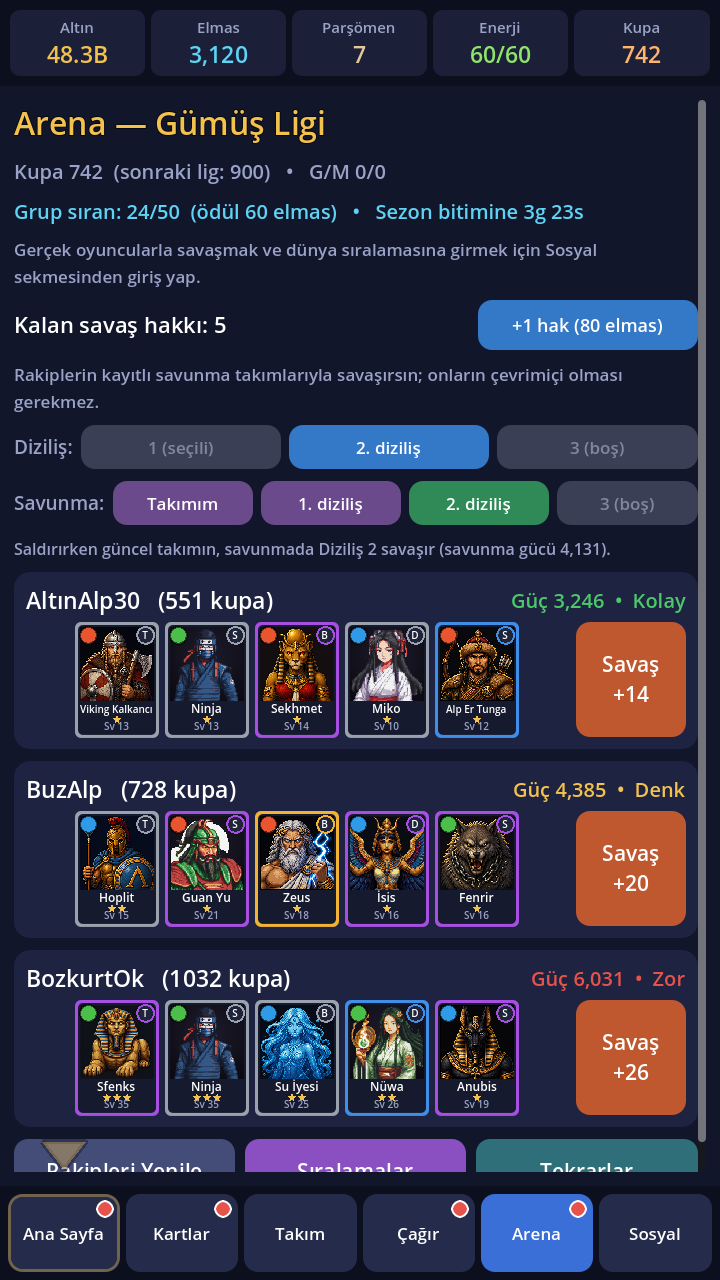 Altın
Elmas
Parşömen
Enerji
Kupa
48.3B
3,120
7
60/60
742
Arena — Gümüş Ligi
Kupa 742 (sonraki lig: 900) • G/M 0/0
Grup sıran: 24/50 (ödül 60 elmas) • Sezon bitimine 3g 23s
Gerçek oyuncularla savaşmak ve dünya sıralamasına girmek için Sosyal
sekmesinden giriş yap.
Kalan savaş hakkı: 5
+1 hak (80 elmas)
Rakiplerin kayıtlı savunma takımlarıyla savaşırsın; onların çevrimiçi olması
gerekmez.
Diziliş:
1 (seçili)
2. diziliş
3 (boş)
Savunma:
Takımım
1. diziliş
2. diziliş
3 (boş)
Saldırırken güncel takımın, savunmada Diziliş 2 savaşır (savunma gücü 4,131).
AltınAlp30 (551 kupa)
Güç 3,246 • Kolay
T
S
B
D
S
Viking Kalkancı
Ninja
Sekhmet
Miko
Alp Er Tunga
Sv 13
Sv 13
Sv 14
Sv 10
Sv 12
Savaş
+14
BuzAlp (728 kupa)
Güç 4,385 • Denk
T
S
B
D
S
Hoplit
Guan Yu
Zeus
İsis
Fenrir
Sv 15
Sv 21
Sv 18
Sv 16
Sv 16
Savaş
+20
BozkurtOk (1032 kupa)
Güç 6,031 • Zor
T
S
B
D
S
Sfenks
Ninja
Su İyesi
Nüwa
Anubis
Sv 35
Sv 35
Sv 25
Sv 26
Sv 19
Savaş
+26
Rakipleri Yenile
Sıralamalar
Tekrarlar
Ana Sayfa
Kartlar
Takım
Çağır
Arena
Sosyal